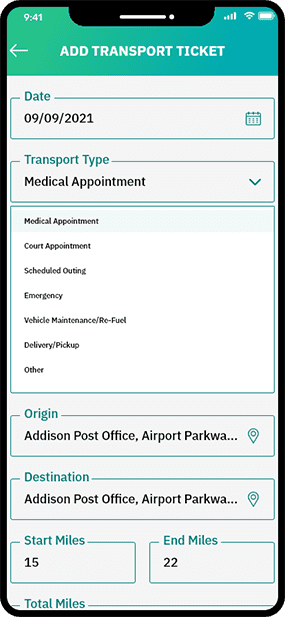 9:41
ADD TRANSPORT TICKET
Date
09/09/2021
Transport Type
Medical Appointment
Medical Appointment
Court Appointment
Scheduled Outing
Emergency
Vehicle Maintenance/Re-Fuel
Delivery/Pickup
Other
Origin
Addison Post Office, Airport Parkwa...
Destination
Addison Post Office, Airport Parkwa...
Start Miles
End Miles
15
22
Total Miles